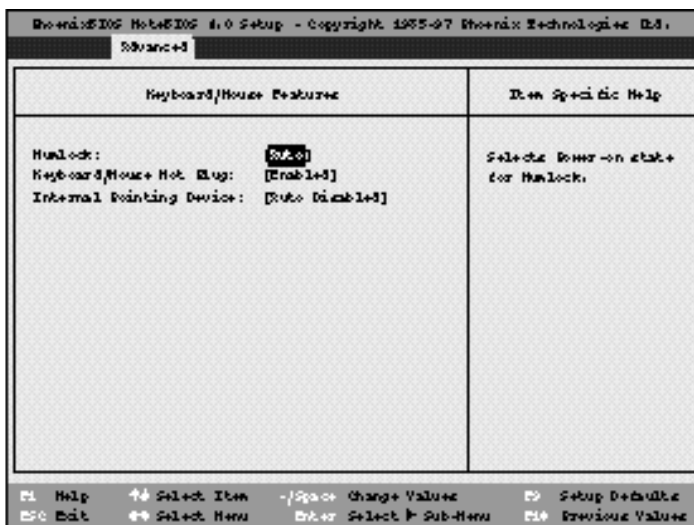 PhoenixBIOS NoteBIOS 4.0 Setup - Copyright 1985-97 Phoenix Technologies Ltd.
Advanced
Keyboard/Mouse Features
Item Specific Help
Numlock: [Auto]
Keyboard/Mouse Hot Plug: [Enabled]
Internal Pointing Device: [Auto Disabled]
Selects Power-on state
for Numlock.
F1 Help ↑↓ Select Item -/Space Change Values F9 Setup Defaults
ESC Exit ↔ Select Menu Enter Select ▶ Sub-Menu F10 Previous Values